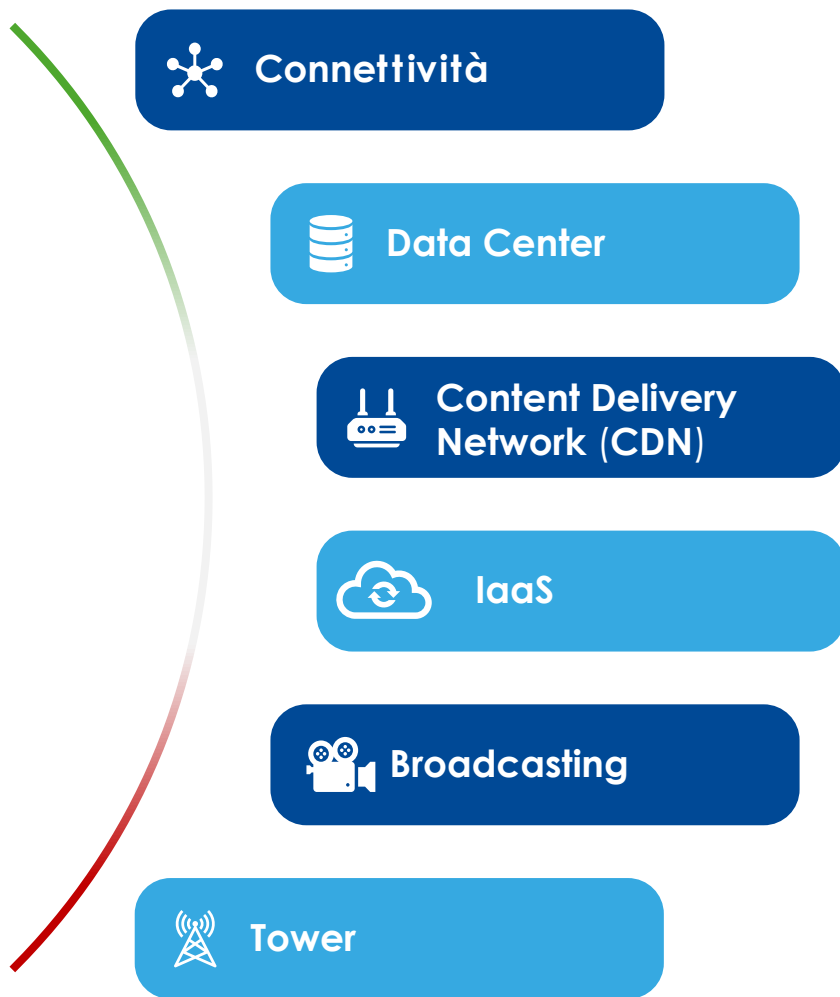 Connettività
Data Center
Content Delivery
Network (CDN)
IaaS
Broadcasting
Tower